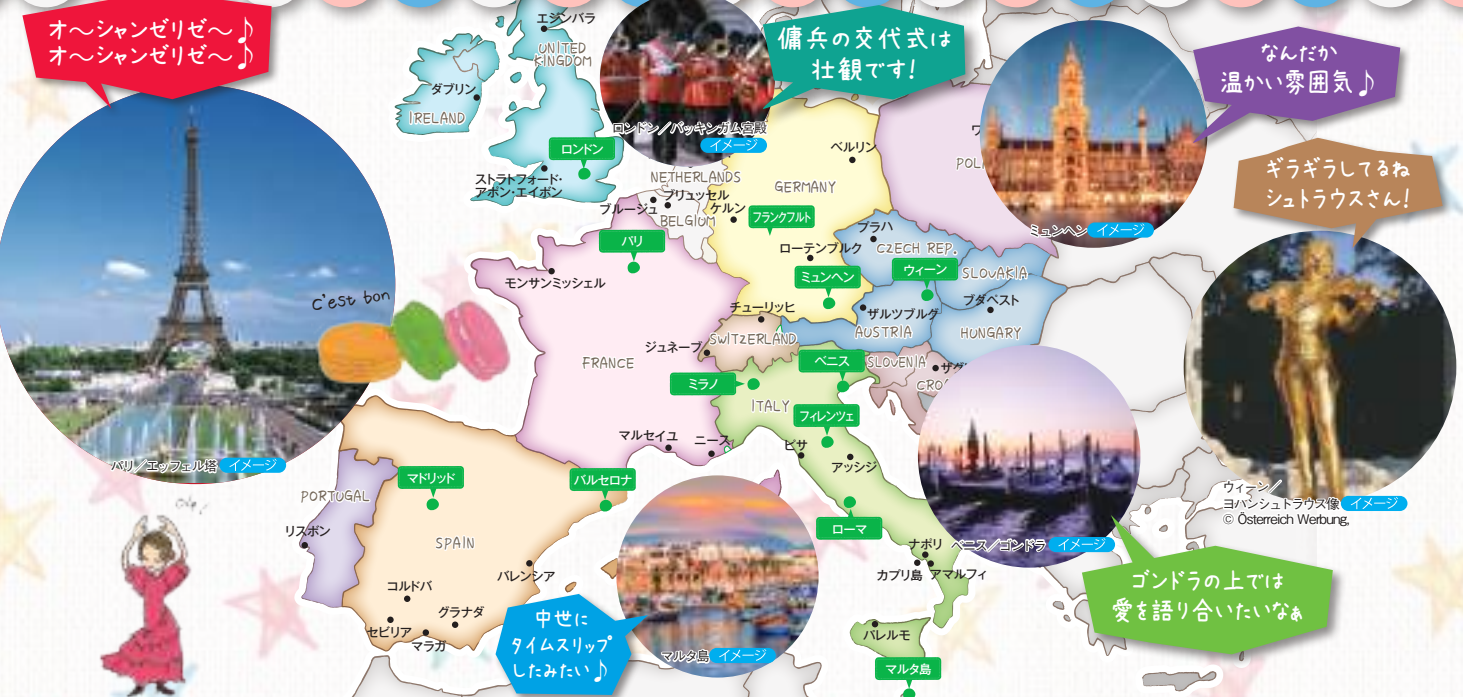 オ〜シャンゼリゼ〜♪
オ〜シャンゼリゼ〜♪
C'est bon
パリ／エッフェル塔 イメージ
エジンバラ
UNITED
KINGDOM
ダブリン
IRELAND
ロンドン
ストラトフォード・
アポン・エイボン
ロンドン／バッキンガム宮殿
イメージ
傭兵の交代式は
壮観です!
NETHERLANDS
ブリュッセル
ブルージュ
BELGIUM
ケルン
ベルリン
GERMANY
フランクフルト
ローテンブルク
ミュンヘン
ミュンヘン イメージ
なんだか
温かい雰囲気♪
ギラギラしてるね
シュトラウスさん!
ウィーン／
ヨハンシュトラウス像 イメージ
© Österreich Werbung,
プラハ
CZECH REP.
ウィーン
SLOVAKIA
ブダペスト
HUNGARY
ザルツブルグ
AUSTRIA
パリ
モンサンミッシェル
FRANCE
チューリッヒ
SWITZERLAND
ジュネーブ
ミラノ
ベニス
SLOVENIA
ITALY
フィレンツェ
マルセイユ
ニース
ピサ
アッシジ
ローマ
ナポリ
カプリ島
アマルフィ
パレルモ
マルタ島
ベニス／ゴンドラ イメージ
ゴンドラの上では
愛を語り合いたいなぁ
マドリッド
バルセロナ
PORTUGAL
リスボン
SPAIN
バレンシア
コルドバ
グラナダ
セビリア
マラガ
中世に
タイムスリップ
したみたい♪
マルタ島 イメージ